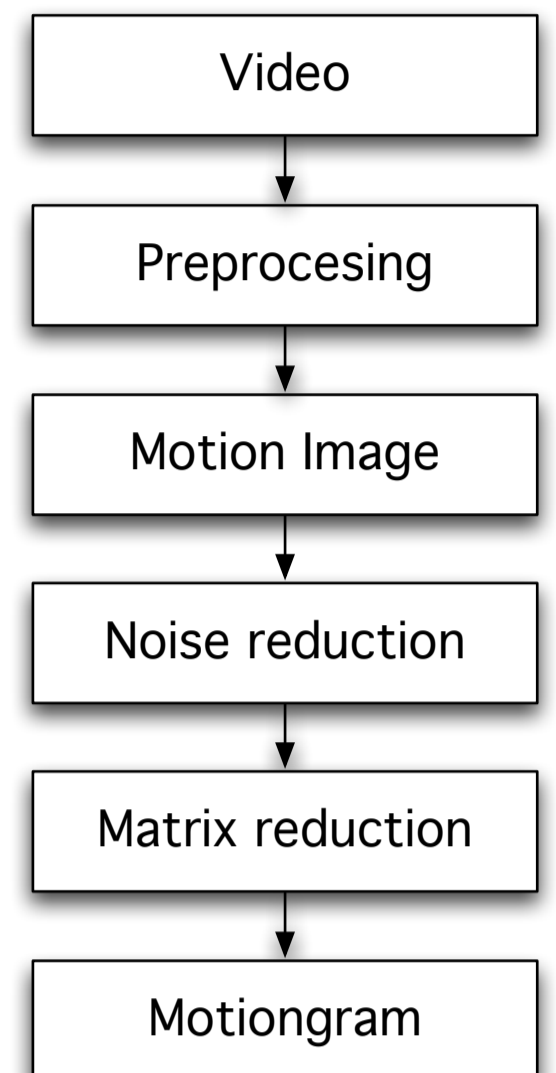 Video
Preprocesing
Motion Image
Noise reduction
Matrix reduction
Motiongram